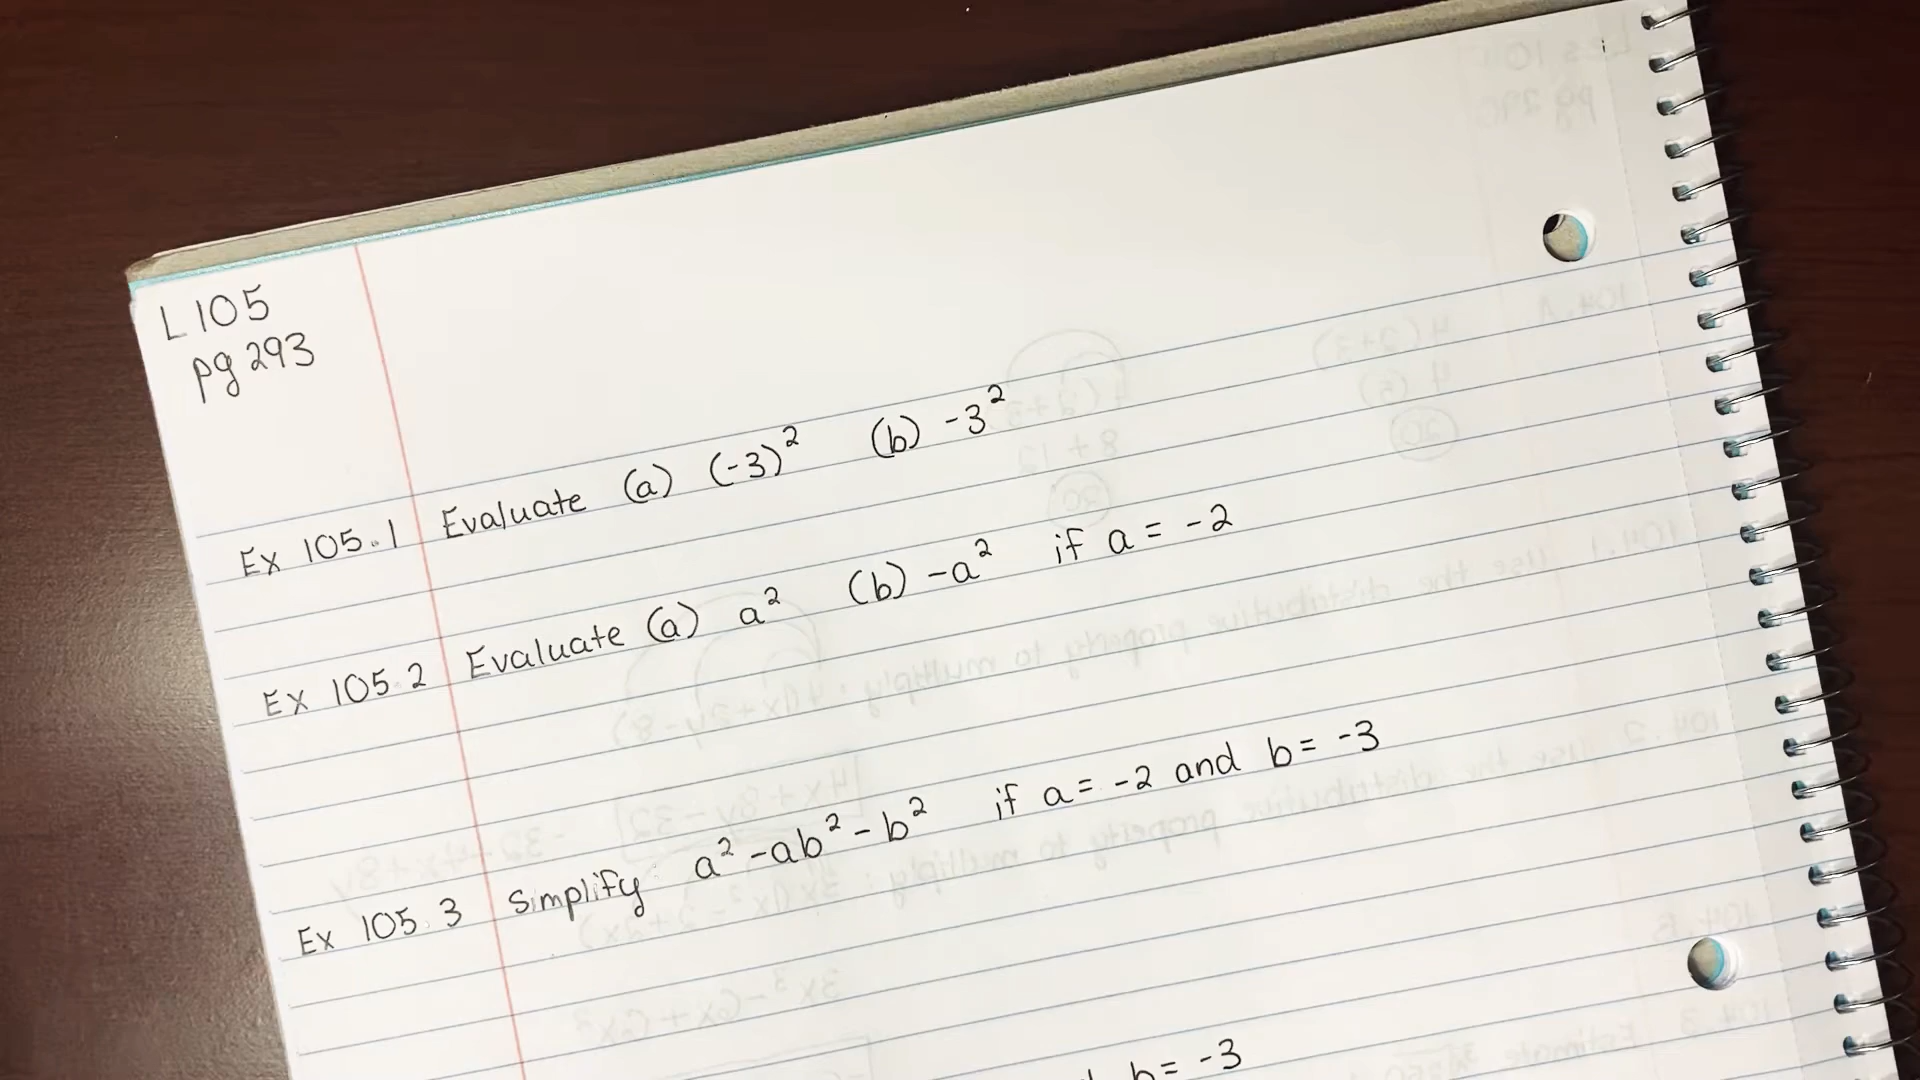 L 105
pg 293
Ex 105.1 Evaluate (a) (-3)² (b) -3²
Ex 105.2 Evaluate (a) a² (b) -a² if a = -2
Ex 105.3 Simplify: a² - ab² - b² if a = -2 and b = -3
b = -3